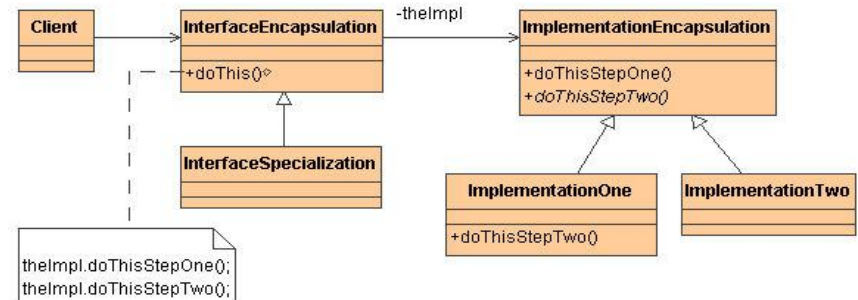 Client
InterfaceEncapsulation
-theImpl
ImplementationEncapsulation
+doThis()
+doThisStepOne()
+doThisStepTwo()
InterfaceSpecialization
ImplementationOne
ImplementationTwo
+doThisStepTwo()
theImpl.doThisStepOne();
theImpl.doThisStepTwo();